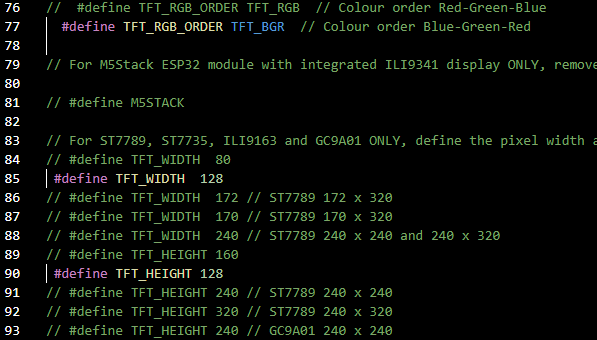 76 //  #define TFT_RGB_ORDER TFT_RGB  // Colour order Red-Green-Blue
77   #define TFT_RGB_ORDER TFT_BGR  // Colour order Blue-Green-Red
78
79 // For M5Stack ESP32 module with integrated ILI9341 display ONLY, remove
80
81 // #define M5STACK
82
83 // For ST7789, ST7735, ILI9163 and GC9A01 ONLY, define the pixel width a
84 // #define TFT_WIDTH  80
85  #define TFT_WIDTH  128
86 // #define TFT_WIDTH  172 // ST7789 172 x 320
87 // #define TFT_WIDTH  170 // ST7789 170 x 320
88 // #define TFT_WIDTH  240 // ST7789 240 x 240 and 240 x 320
89 // #define TFT_HEIGHT 160
90  #define TFT_HEIGHT 128
91 // #define TFT_HEIGHT 240 // ST7789 240 x 240
92 // #define TFT_HEIGHT 320 // ST7789 240 x 320
93 // #define TFT_HEIGHT 240 // GC9A01 240 x 240